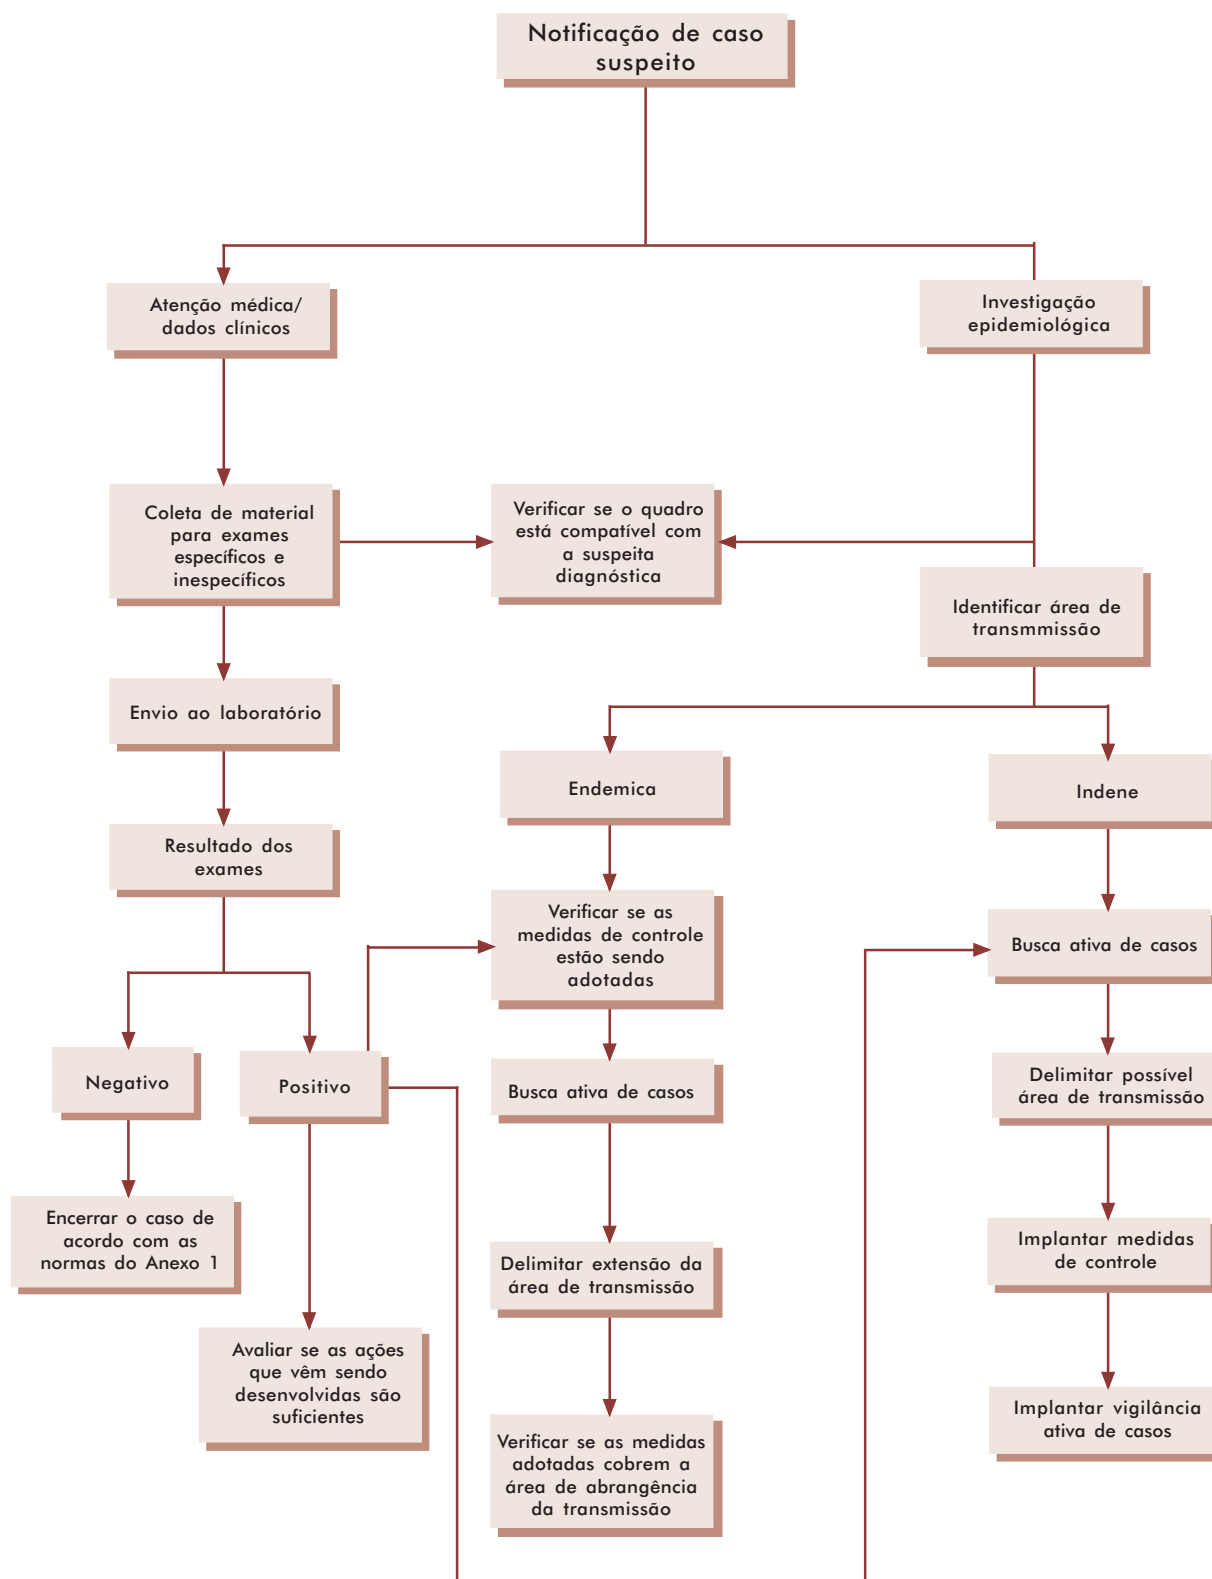 Notificação de caso
suspeito
Atenção médica/
dados clínicos
Investigação
epidemiológica
Coleta de material
para exames
específicos e
inespecíficos
Verificar se o quadro
está compatível com
a suspeita
diagnóstica
Identificar área de
transmmissão
Envio ao laboratório
Endemica
Indene
Resultado dos
exames
Verificar se as
medidas de controle
estão sendo
adotadas
Busca ativa de casos
Negativo
Positivo
Busca ativa de casos
Delimitar possível
área de transmissão
Encerrar o caso de
acordo com as
normas do Anexo 1
Delimitar extensão da
área de transmissão
Implantar medidas
de controle
Avaliar se as ações
que vêm sendo
desenvolvidas são
suficientes
Verificar se as medidas
adotadas cobrem a
área de abrangência
da transmissão
Implantar vigilância
ativa de casos